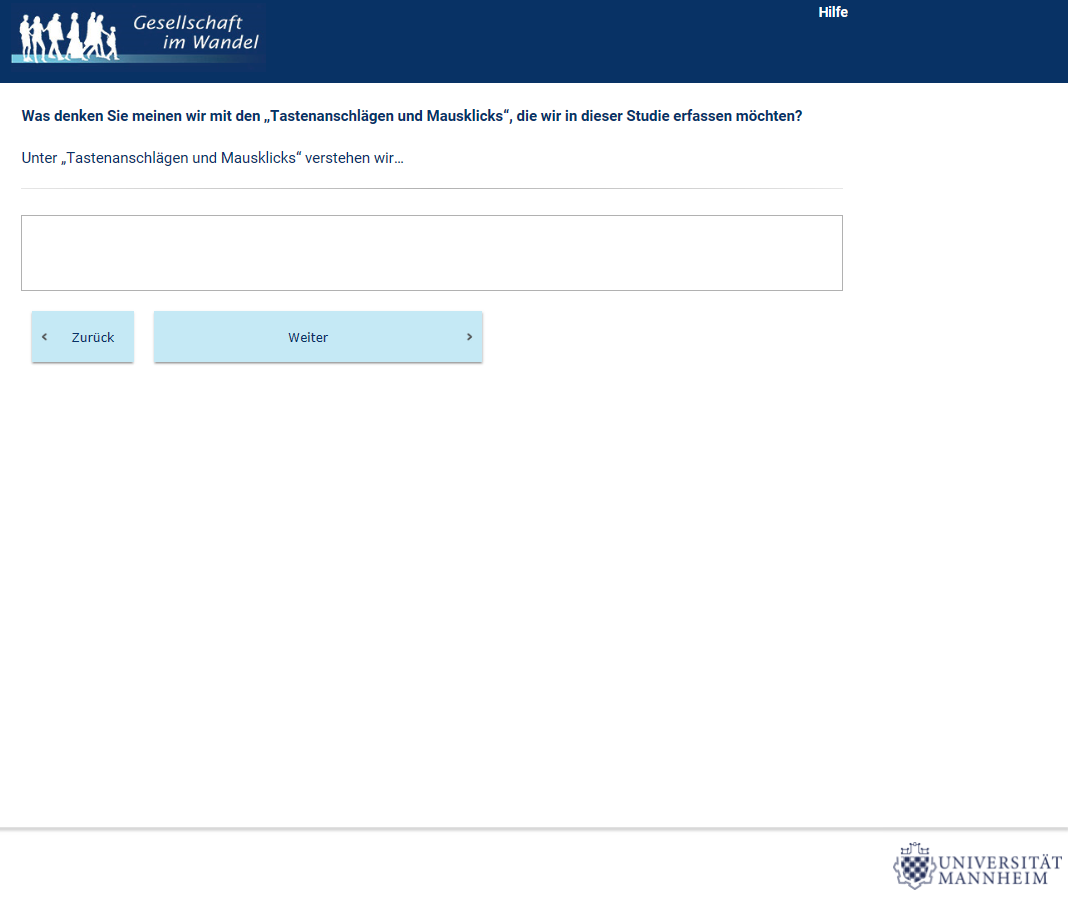 Gesellschaft
im Wandel
Hilfe
Was denken Sie meinen wir mit den „Tastenanschlägen und Mausklicks“, die wir in dieser Studie erfassen möchten?
Unter „Tastenanschlägen und Mausklicks“ verstehen wir...
Zurück
Weiter
UNIVERSITÄT
MANNHEIM